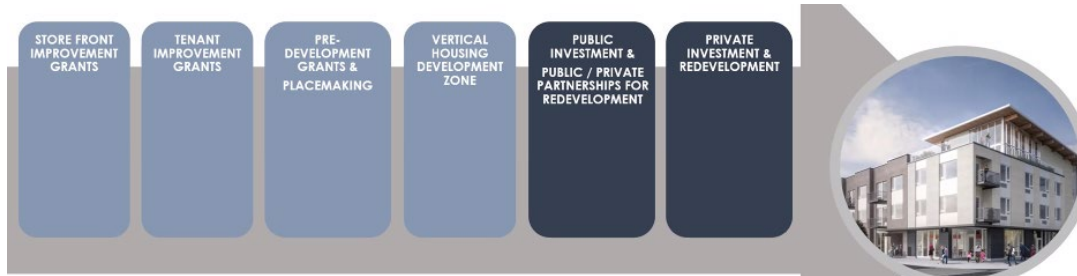 STORE FRONT
IMPROVEMENT
GRANTS
TENANT
IMPROVEMENT
GRANTS
PRE-
DEVELOPMENT
GRANTS &
PLACEMAKING
VERTICAL
HOUSING
DEVELOPMENT
ZONE
PUBLIC
INVESTMENT &
PUBLIC / PRIVATE
PARTNERSHIPS FOR
REDEVELOPMENT
PRIVATE
INVESTMENT &
REDEVELOPMENT